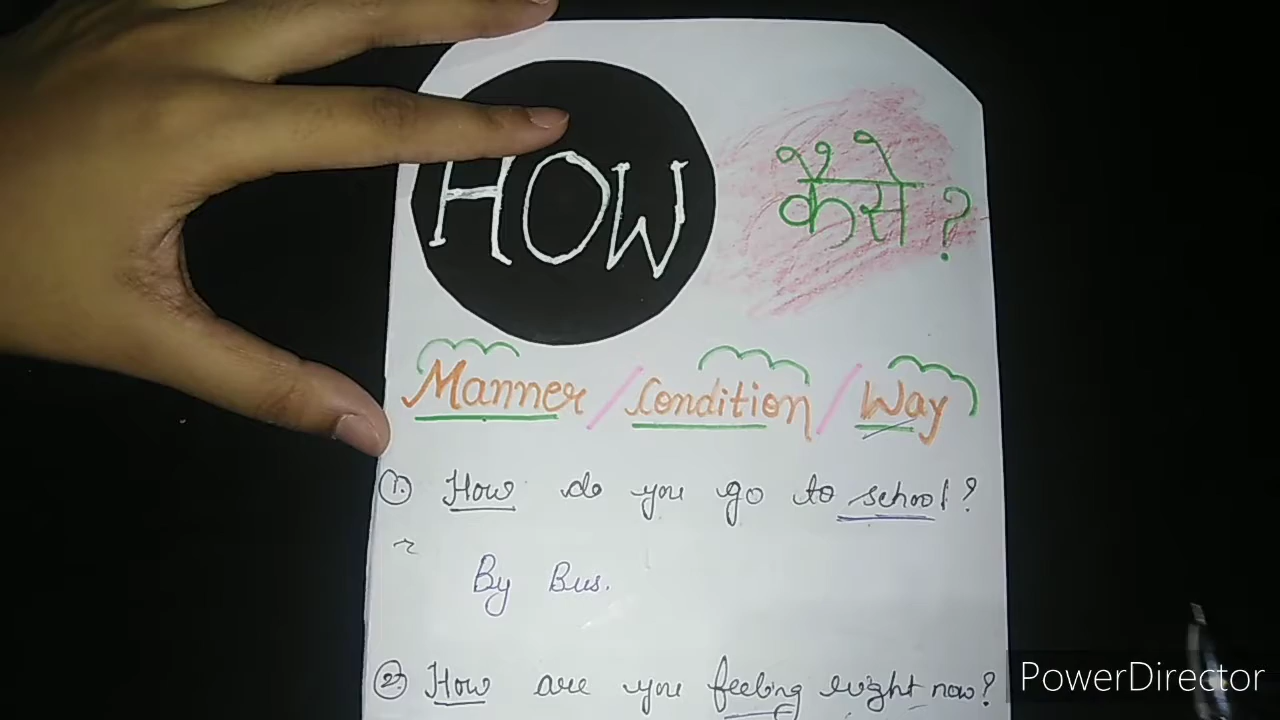 HOW
कैसे ?
Manner / Condition / Way
1. How do you go to school?
By Bus.
2. How are you feeling right now?
PowerDirector